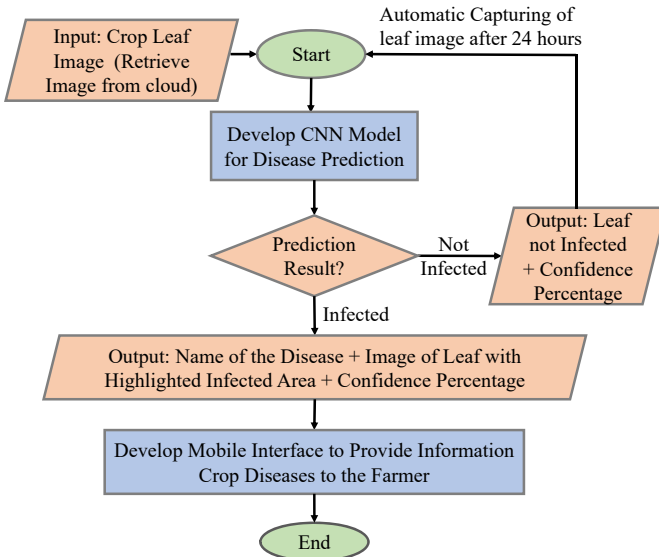 Input: Crop Leaf
Image (Retrieve
Image from cloud)
Start
Automatic Capturing of
leaf image after 24 hours
Develop CNN Model
for Disease Prediction
Prediction
Result?
Not
Infected
Output: Leaf
not Infected
+ Confidence
Percentage
Infected
Output: Name of the Disease + Image of Leaf with
Highlighted Infected Area + Confidence Percentage
Develop Mobile Interface to Provide Information
Crop Diseases to the Farmer
End